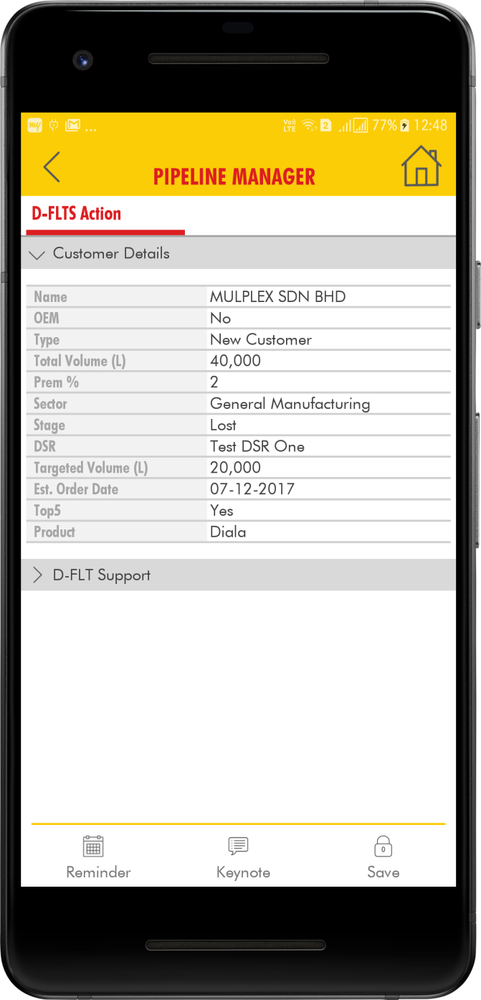 my ... Vo) LTE 2 77% 12:48
PIPELINE MANAGER
D-FLTS Action
Customer Details
Name MULPLEX SDN BHD
OEM No
Type New Customer
Total Volume (L) 40,000
Prem % 2
Sector General Manufacturing
Stage Lost
DSR Test DSR One
Targeted Volume (L) 20,000
Est. Order Date 07-12-2017
Top5 Yes
Product Diala
D-FLT Support
Reminder Keynote Save